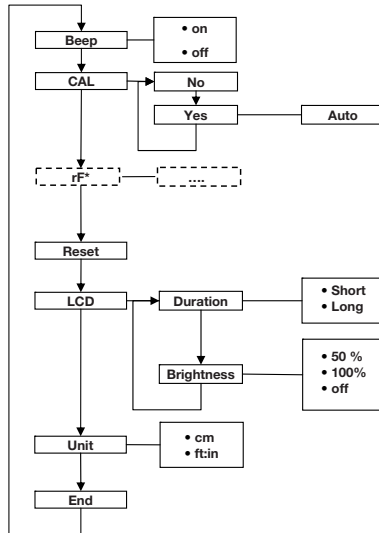 Beep
• on
• off
CAL
No
Yes
Auto
rF*
....
Reset
LCD
Duration
• Short
• Long
Brightness
• 50 %
• 100%
• off
Unit
• cm
• ft:in
End